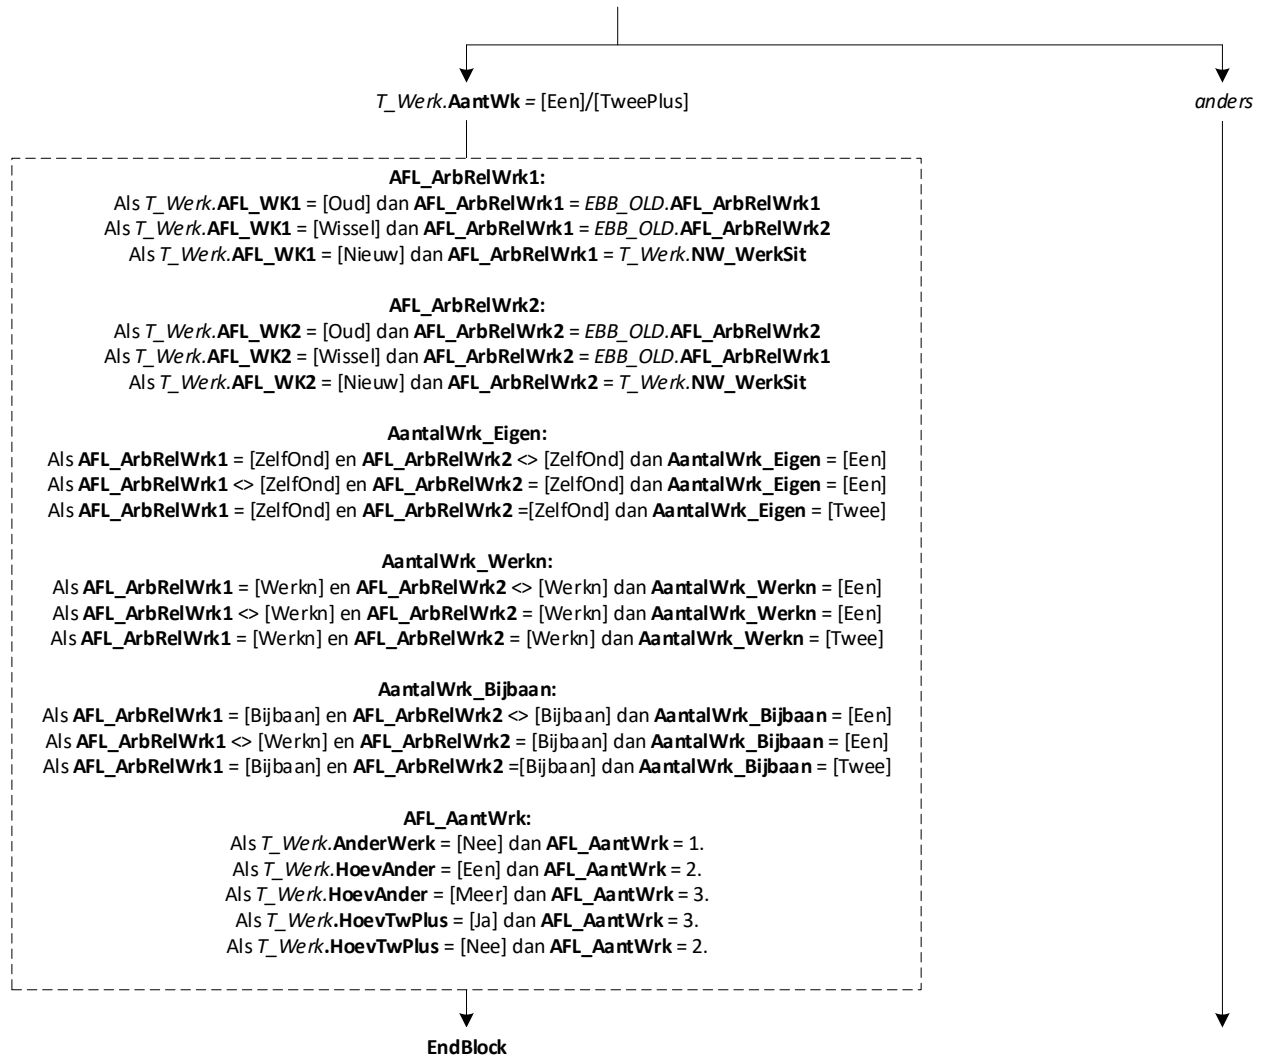 T_Werk.AantWk = [Een]/[TweePlus]
anders
AFL_ArbRelWrk1:
Als T_Werk.AFL_WK1 = [Oud] dan AFL_ArbRelWrk1 = EBB_OLD.AFL_ArbRelWrk1
Als T_Werk.AFL_WK1 = [Wissel] dan AFL_ArbRelWrk1 = EBB_OLD.AFL_ArbRelWrk2
Als T_Werk.AFL_WK1 = [Nieuw] dan AFL_ArbRelWrk1 = T_Werk.NW_WerkSit
AFL_ArbRelWrk2:
Als T_Werk.AFL_WK2 = [Oud] dan AFL_ArbRelWrk2 = EBB_OLD.AFL_ArbRelWrk2
Als T_Werk.AFL_WK2 = [Wissel] dan AFL_ArbRelWrk2 = EBB_OLD.AFL_ArbRelWrk1
Als T_Werk.AFL_WK2 = [Nieuw] dan AFL_ArbRelWrk2 = T_Werk.NW_WerkSit
AantalWrk_Eigen:
Als AFL_ArbRelWrk1 = [ZelfOnd] en AFL_ArbRelWrk2 <> [ZelfOnd] dan AantalWrk_Eigen = [Een]
Als AFL_ArbRelWrk1 <> [ZelfOnd] en AFL_ArbRelWrk2 = [ZelfOnd] dan AantalWrk_Eigen = [Een]
Als AFL_ArbRelWrk1 = [ZelfOnd] en AFL_ArbRelWrk2 =[ZelfOnd] dan AantalWrk_Eigen = [Twee]
AantalWrk_Werkn:
Als AFL_ArbRelWrk1 = [Werkn] en AFL_ArbRelWrk2 <> [Werkn] dan AantalWrk_Werkn = [Een]
Als AFL_ArbRelWrk1 <> [Werkn] en AFL_ArbRelWrk2 = [Werkn] dan AantalWrk_Werkn = [Een]
Als AFL_ArbRelWrk1 = [Werkn] en AFL_ArbRelWrk2 = [Werkn] dan AantalWrk_Werkn = [Twee]
AantalWrk_Bijbaan:
Als AFL_ArbRelWrk1 = [Bijbaan] en AFL_ArbRelWrk2 <> [Bijbaan] dan AantalWrk_Bijbaan = [Een]
Als AFL_ArbRelWrk1 <> [Werkn] en AFL_ArbRelWrk2 = [Bijbaan] dan AantalWrk_Bijbaan = [Een]
Als AFL_ArbRelWrk1 = [Bijbaan] en AFL_ArbRelWrk2 =[Bijbaan] dan AantalWrk_Bijbaan = [Twee]
AFL_AantWrk:
Als T_Werk.AnderWerk = [Nee] dan AFL_AantWrk = 1.
Als T_Werk.HoevAnder = [Een] dan AFL_AantWrk = 2.
Als T_Werk.HoevAnder = [Meer] dan AFL_AantWrk = 3.
Als T_Werk.HoevTwPlus = [Ja] dan AFL_AantWrk = 3.
Als T_Werk.HoevTwPlus = [Nee] dan AFL_AantWrk = 2.
EndBlock